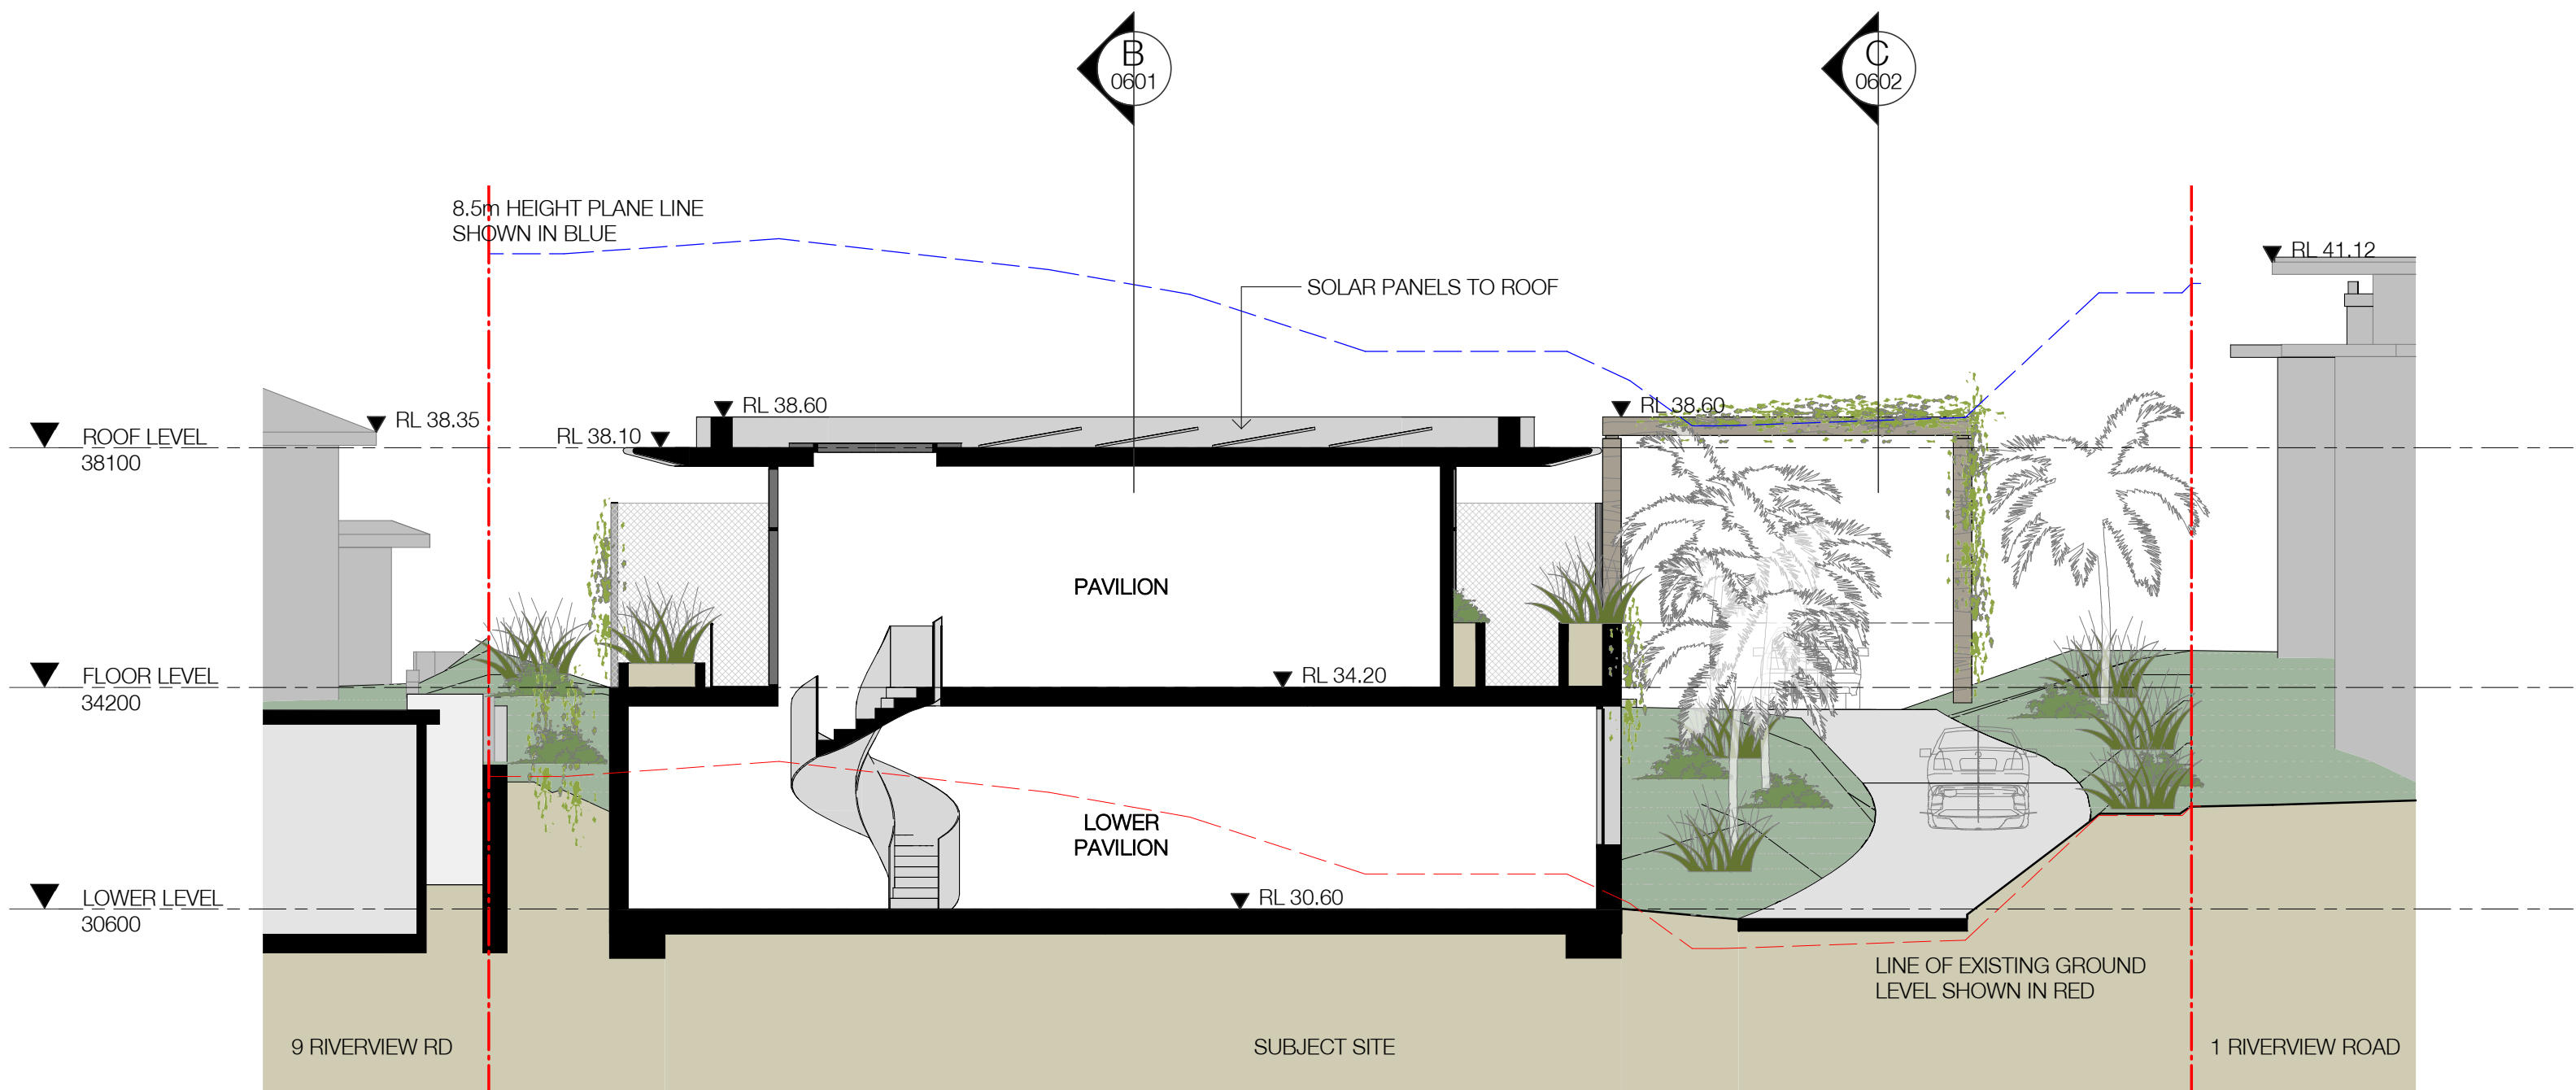 B
0601
C
0602
8.5m HEIGHT PLANE LINE
SHOWN IN BLUE
RL 41.12
SOLAR PANELS TO ROOF
RL 38.60
RL 38.60
RL 38.35
RL 38.10
ROOF LEVEL
38100
PAVILION
FLOOR LEVEL
34200
RL 34.20
LOWER
PAVILION
LOWER LEVEL
30600
RL 30.60
LINE OF EXISTING GROUND
LEVEL SHOWN IN RED
9 RIVERVIEW RD
SUBJECT SITE
1 RIVERVIEW ROAD